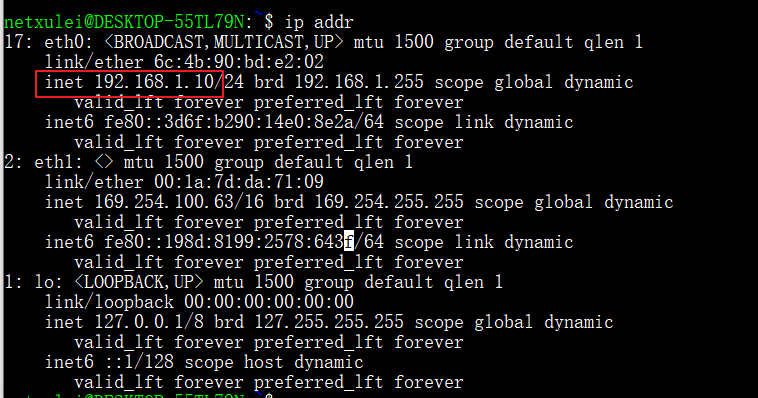 netxulei@DESKTOP-55TL79N:`$ ip addr
17: eth0: <BROADCAST,MULTICAST,UP> mtu 1500 group default qlen 1
link/ether 6c:4b:90:bd:e2:02
inet 192.168.1.10/24 brd 192.168.1.255 scope global dynamic
valid_lft forever preferred_lft forever
inet6 fe80::3d6f:b290:14e0:8e2a/64 scope link dynamic
valid_lft forever preferred_lft forever
2: eth1: <> mtu 1500 group default qlen 1
link/ether 00:1a:7d:da:71:09
inet 169.254.100.63/16 brd 169.254.255.255 scope global dynamic
valid_lft forever preferred_lft forever
inet6 fe80::198d:8199:2578:643f/64 scope link dynamic
valid_lft forever preferred_lft forever
1: lo: <LOOPBACK,UP> mtu 1500 group default qlen 1
link/loopback 00:00:00:00:00:00
inet 127.0.0.1/8 brd 127.255.255.255 scope global dynamic
valid_lft forever preferred_lft forever
inet6 ::1/128 scope host dynamic
valid_lft forever preferred_lft forever
netxulei@DESKTOP-55TL79N:`$